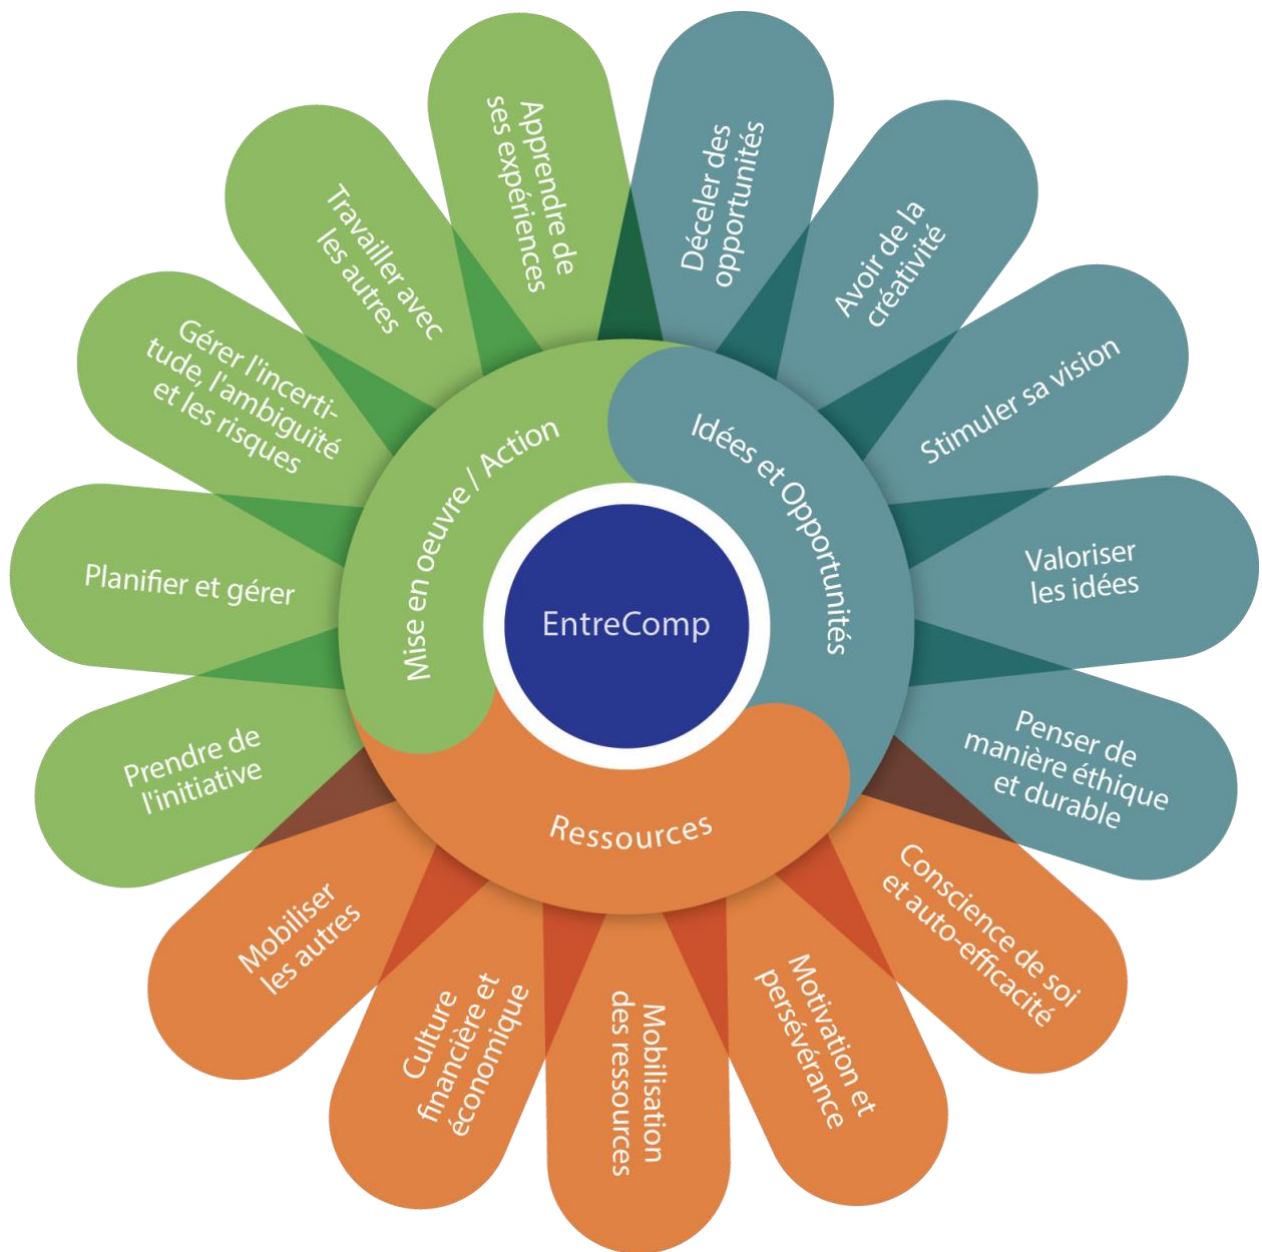 EntreComp
Idées et Opportunités
Déceler des
opportunités
Avoir de la
créativité
Stimuler sa vision
Valoriser
les idées
Penser de
manière éthique
et durable
Ressources
Conscience de soi
et auto-efficacité
Motivation et
persévérance
Mobilisation
des ressources
Culture
financière et
économique
Mobiliser
les autres
Mise en oeuvre / Action
Prendre de
l'initiative
Planifier et gérer
Gérer l'incerti-
tude, l'ambiguïté
et les risques
Travailler avec
les autres
Apprendre de
ses expériences